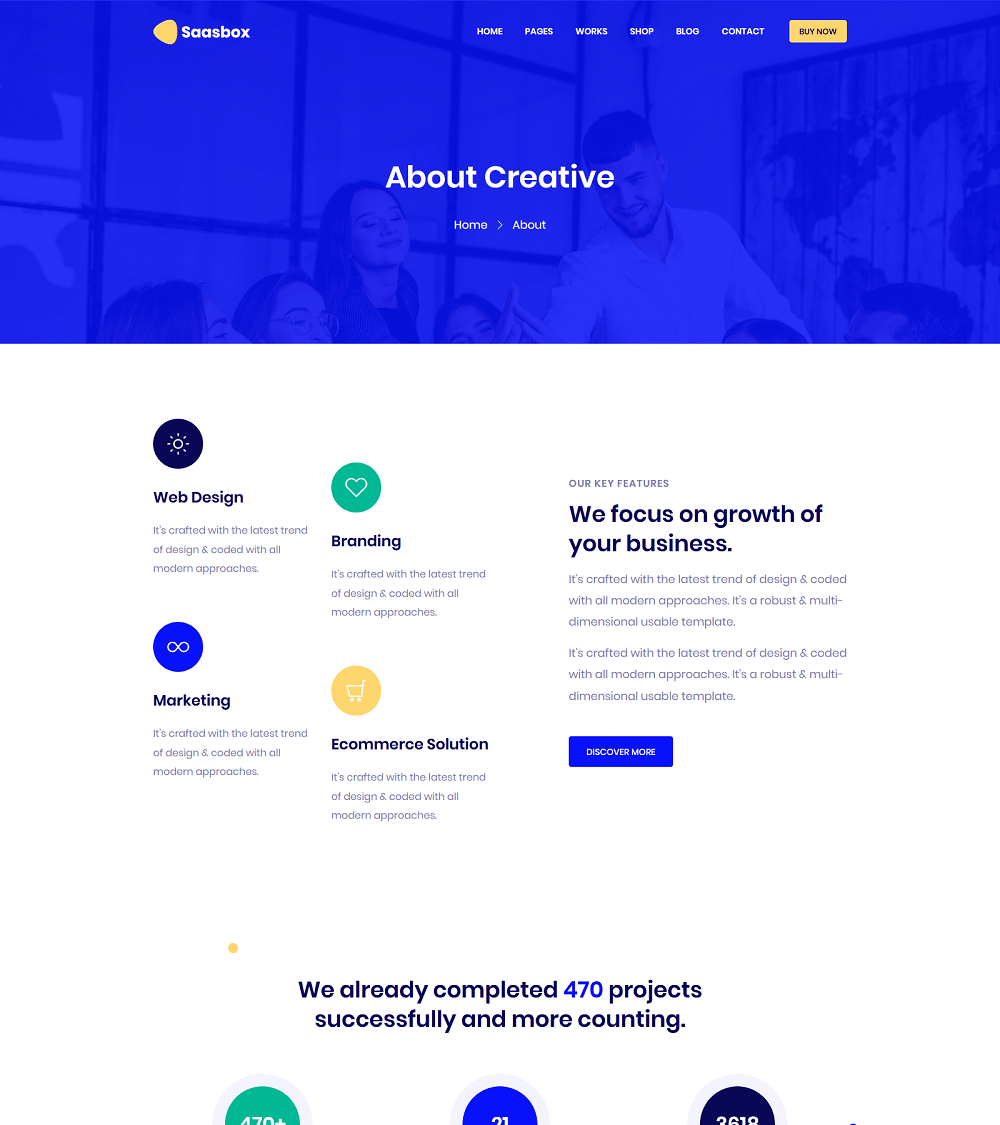 Saasbox
HOME PAGES WORKS SHOP BLOG CONTACT BUY NOW
About Creative
Home > About
Web Design
It's crafted with the latest trend
of design & coded with all
modern approaches.
Branding
It's crafted with the latest trend
of design & coded with all
modern approaches.
Marketing
It's crafted with the latest trend
of design & coded with all
modern approaches.
Ecommerce Solution
It's crafted with the latest trend
of design & coded with all
modern approaches.
OUR KEY FEATURES
We focus on growth of
your business.
It's crafted with the latest trend of design & coded
with all modern approaches. It's a robust & multi-
dimensional usable template.
It's crafted with the latest trend of design & coded
with all modern approaches. It's a robust & multi-
dimensional usable template.
DISCOVER MORE
We already completed 470 projects
successfully and more counting.
470+ 21 3618